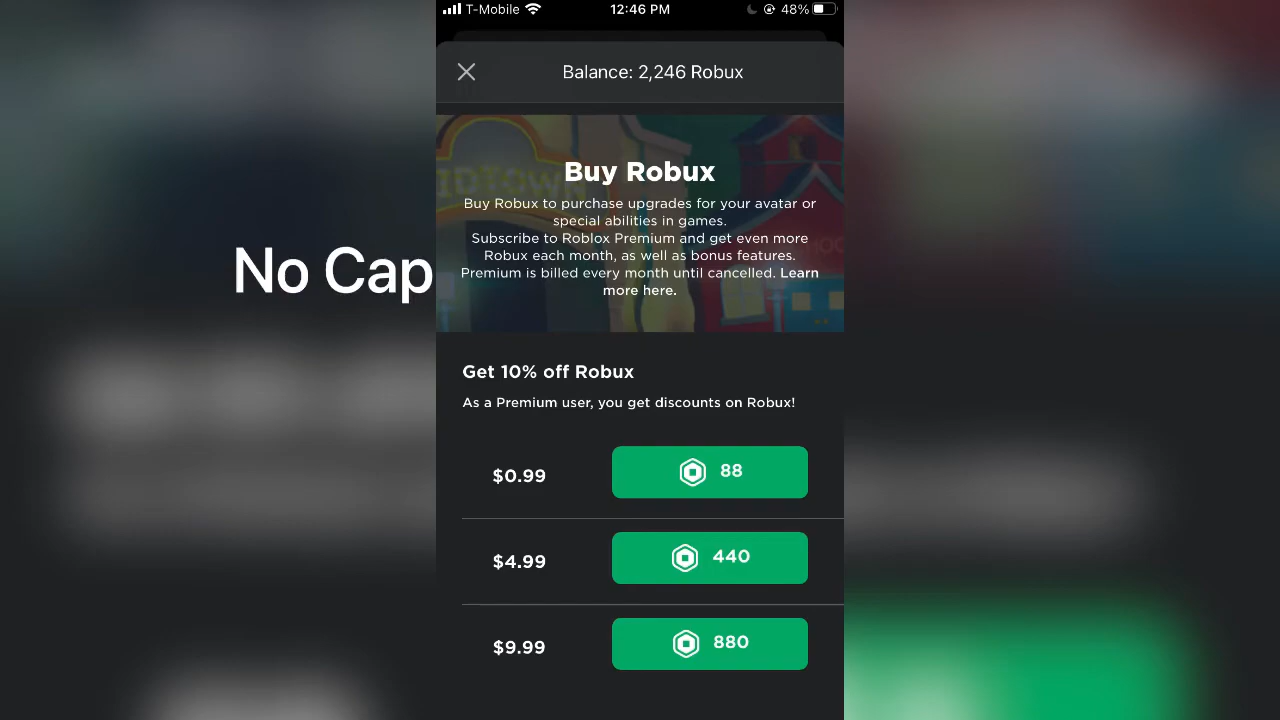 T-Mobile 12:46 PM 48%
Balance: 2,246 Robux
No Cap
Buy Robux
Buy Robux to purchase upgrades for your avatar or
special abilities in games.
Subscribe to Roblox Premium and get even more
Robux each month, as well as bonus features.
Premium is billed every month until cancelled. Learn
more here.
Get 10% off Robux
As a Premium user, you get discounts on Robux!
$0.99 88
$4.99 440
$9.99 880